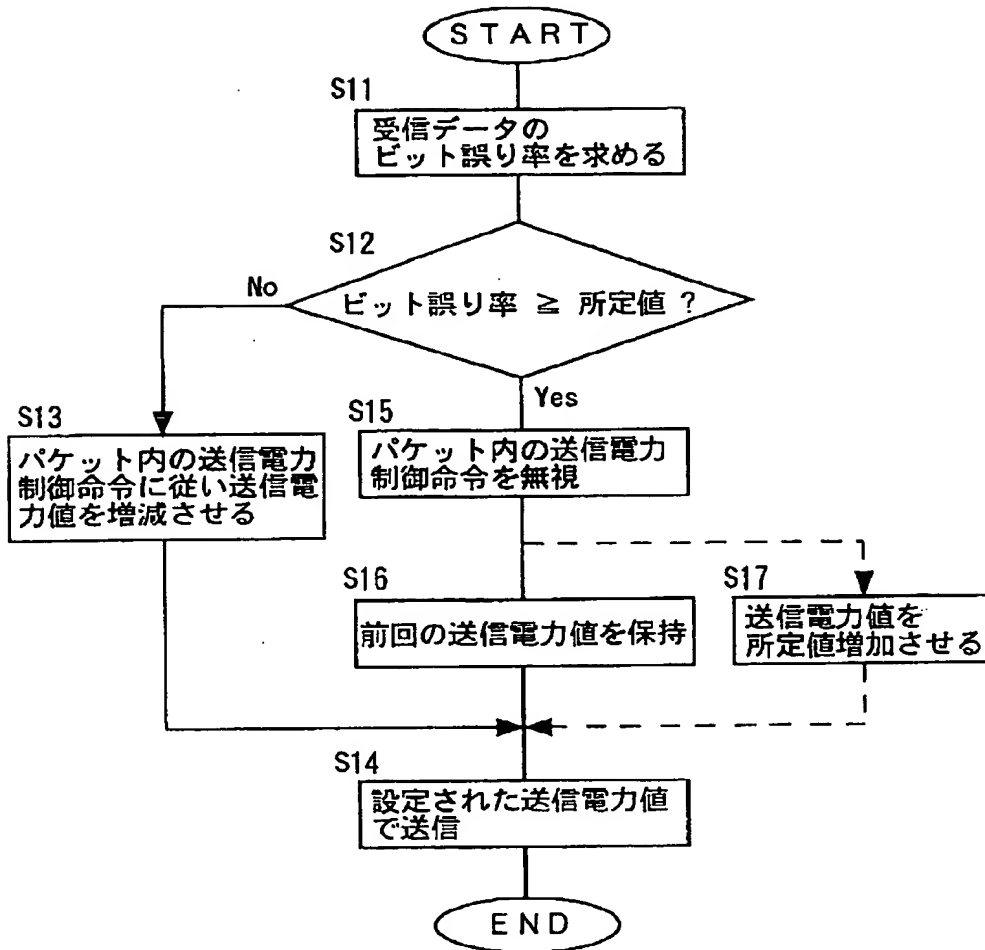 START
S11
受信データの
ビット誤り率を求める
S12
ビット誤り率 ≧ 所定値 ?
No
Yes
S13
パケット内の送信電力
制御命令に従い送信電
力値を増減させる
S15
パケット内の送信電力
制御命令を無視
S16
前回の送信電力値を保持
S17
送信電力値を
所定値増加させる
S14
設定された送信電力値
で送信
END